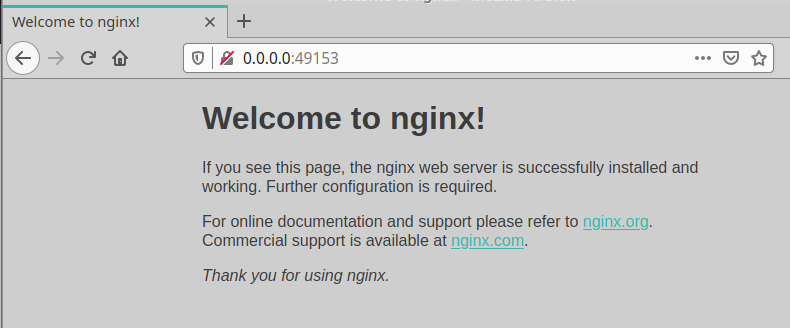 Welcome to nginx!
0.0.0.0:49153
Welcome to nginx!
If you see this page, the nginx web server is successfully installed and
working. Further configuration is required.
For online documentation and support please refer to nginx.org.
Commercial support is available at nginx.com.
Thank you for using nginx.